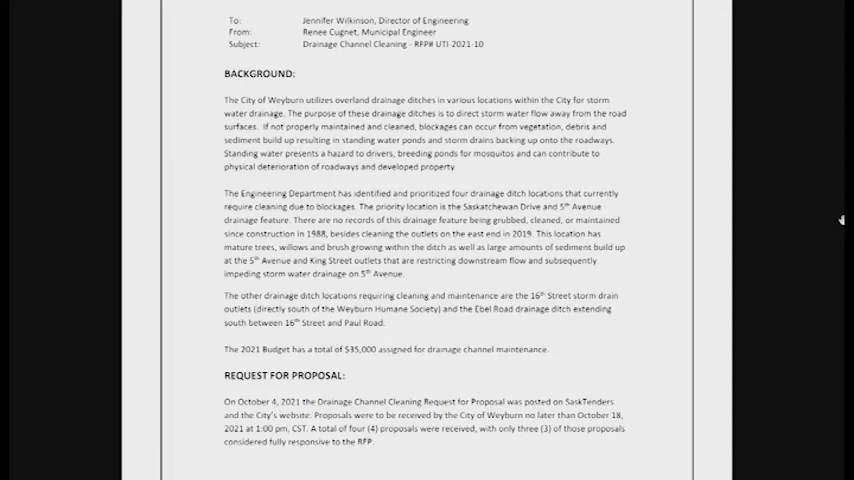 To: Jennifer Wilkinson, Director of Engineering
From: Renee Cugnet, Municipal Engineer
Subject: Drainage Channel Cleaning - RFP# UTI-2021-10
BACKGROUND:
The City of Weyburn utilizes overland drainage ditches in various locations within the City for storm
water drainage. The purpose of these drainage ditches is to direct storm water flow away from the road
surfaces. If not properly maintained and cleaned, blockages can occur from vegetation, debris and
sediment build up resulting in standing water ponds and storm drains backing up onto the roadways.
Standing water presents a hazard to drivers, breeding ponds for mosquitos and can contribute to
physical deterioration of roadways and developed property
The Engineering Department has identified and prioritized four drainage ditch locations that currently
require cleaning due to blockages. The priority location is the Saskatchewan Drive and 5th Avenue
drainage feature. There are no records of this drainage feature being grubbed, cleaned, or maintained
since construction in 1988, besides cleaning the outlets on the east end in 2019. This location has
mature trees, willows and brush growing within the ditch as well as large amounts of sediment build up
at the 5th Avenue and King Street outlets that are restricting downstream flow and subsequently
impeding storm water drainage on 5th Avenue.
The other drainage ditch locations requiring cleaning and maintenance are the 16th Street storm drain
outlets (directly south of the Weyburn Humane Society) and the Ebel Road drainage ditch extending
south between 16th Street and Paul Road.
The 2021 Budget has a total of $35,000 assigned for drainage channel maintenance.
REQUEST FOR PROPOSAL:
On October 4, 2021 the Drainage Channel Cleaning Request for Proposal was posted on SaskTenders
and the City's website. Proposals were to be received by the City of Weyburn no later than October 18,
2021 at 1:00 pm, CST. A total of four (4) proposals were received, with only three (3) of those proposals
considered fully responsive to the RFP.